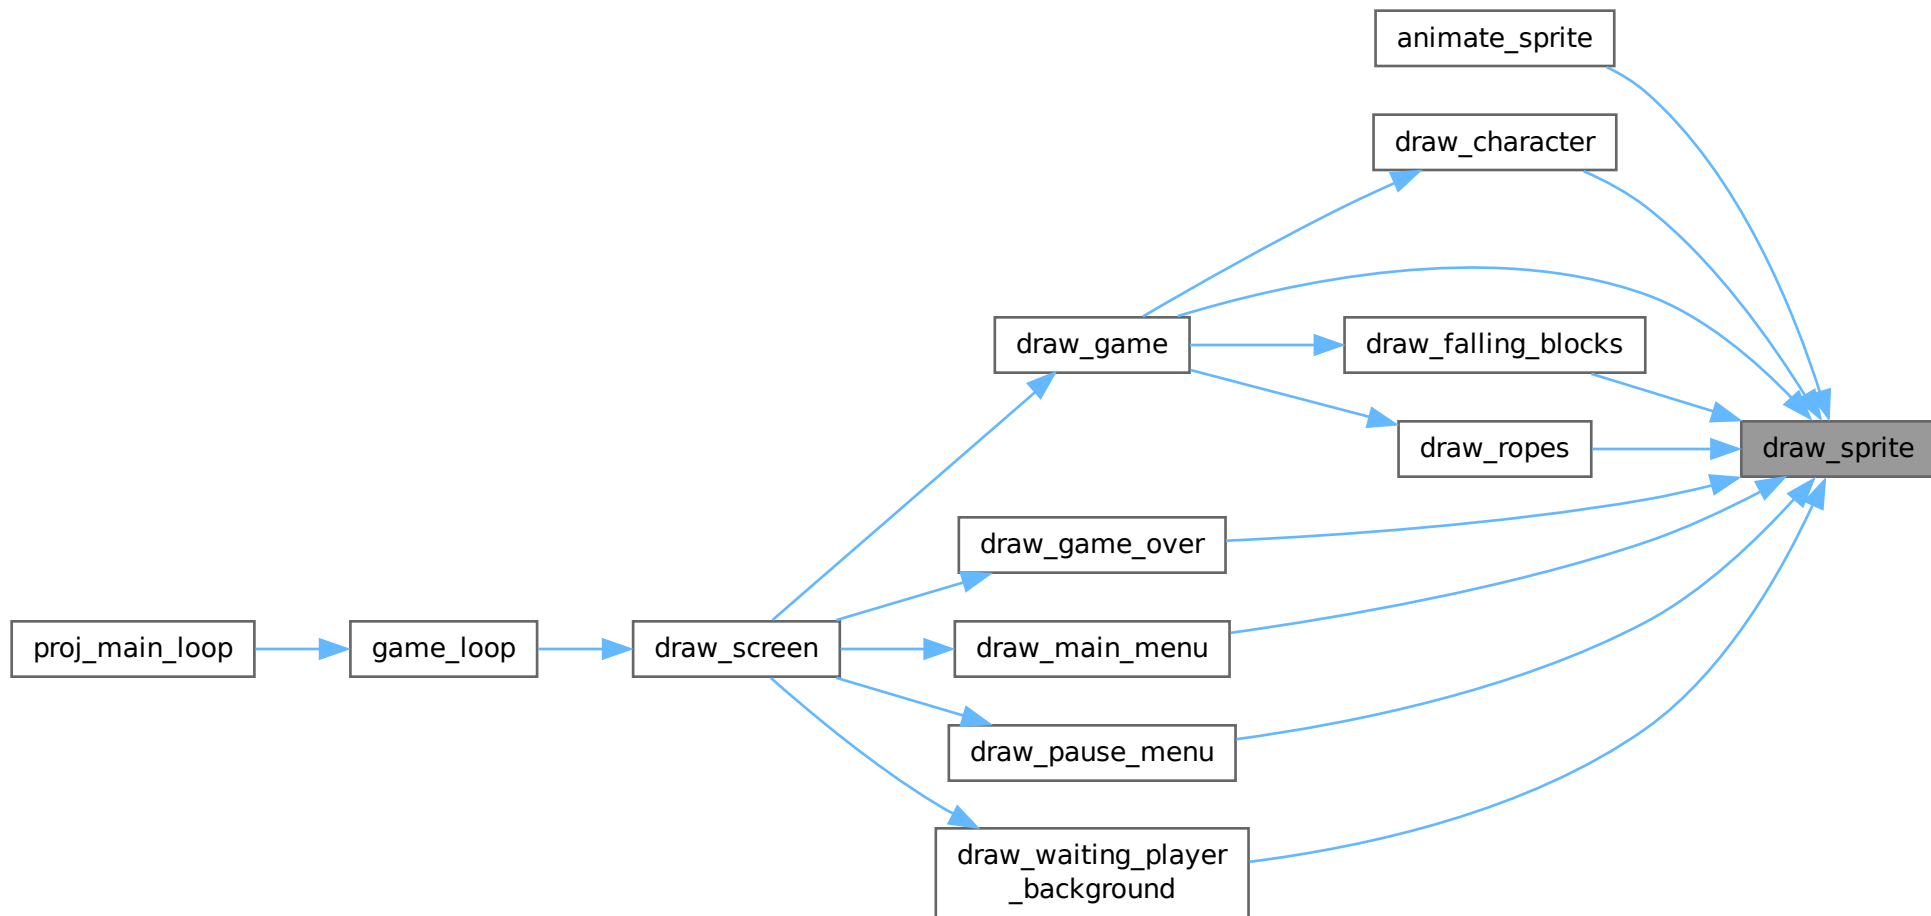 animate_sprite
draw_character
draw_game
draw_falling_blocks
draw_ropes
draw_sprite
draw_game_over
proj_main_loop
game_loop
draw_screen
draw_main_menu
draw_pause_menu
draw_waiting_player
_background